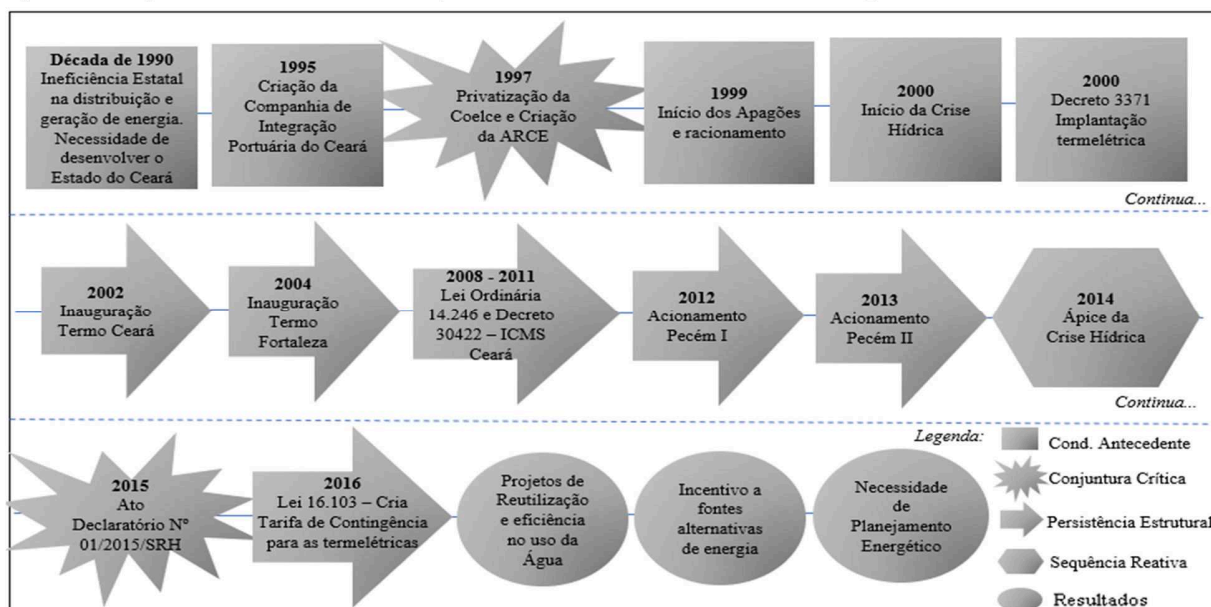 Década de 1990
Ineficiência Estatal
na distribuição e
geração de energia.
Necessidade de
desenvolver o
Estado do Ceará
1995
Criação da
Companhia de
Integração
Portuária do Ceará
1997
Privatização da
Coelce e Criação
da ARCE
1999
Início dos Apagões
e racionamento
2000
Início da Crise
Hídrica
2000
Decreto 3371
Implantação
termelétrica
Continua...
2002
Inauguração
Termo Ceará
2004
Inauguração
Termo
Fortaleza
2008 - 2011
Lei Ordinária
14.246 e Decreto
30422 – ICMS
Ceará
2012
Acionamento
Pecém I
2013
Acionamento
Pecém II
2014
Ápice da
Crise Hídrica
Continua...
2015
Ato
Declaratório Nº
01/2015/SRH
2016
Lei 16.103 – Cria
Tarifa de Contingência
para as termelétricas
Projetos de
Reutilização
e eficiência
no uso da
Água
Incentivo a
fontes
alternativas
de energia
Necessidade
de
Planejamento
Energético
Legenda:
Cond. Antecedente
Conjuntura Crítica
Persistência Estrutural
Sequência Reativa
Resultados